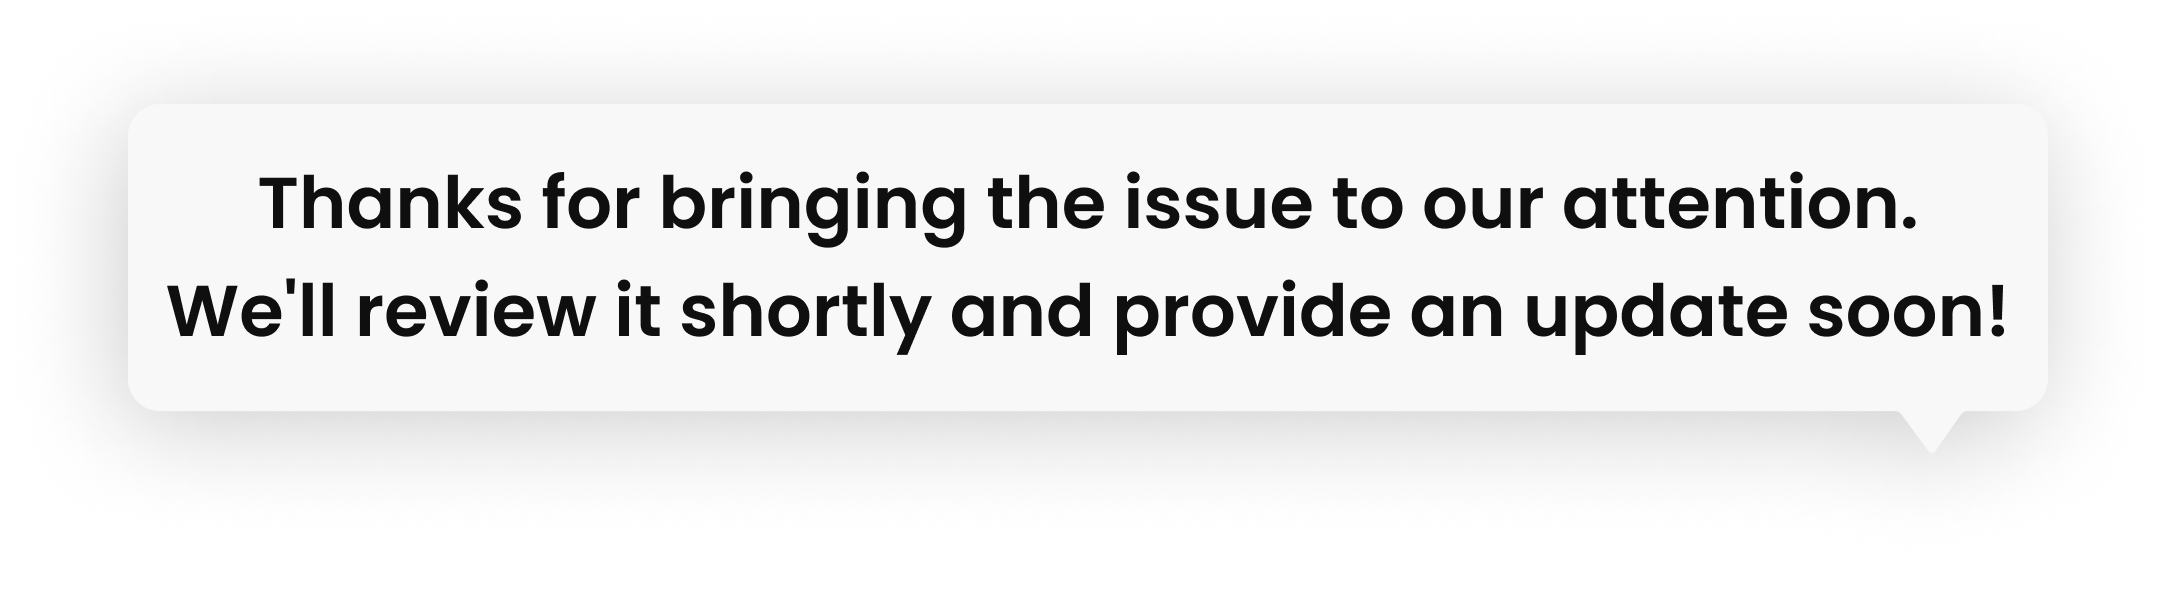 Thanks for bringing the issue to our attention.
We'll review it shortly and provide an update soon!